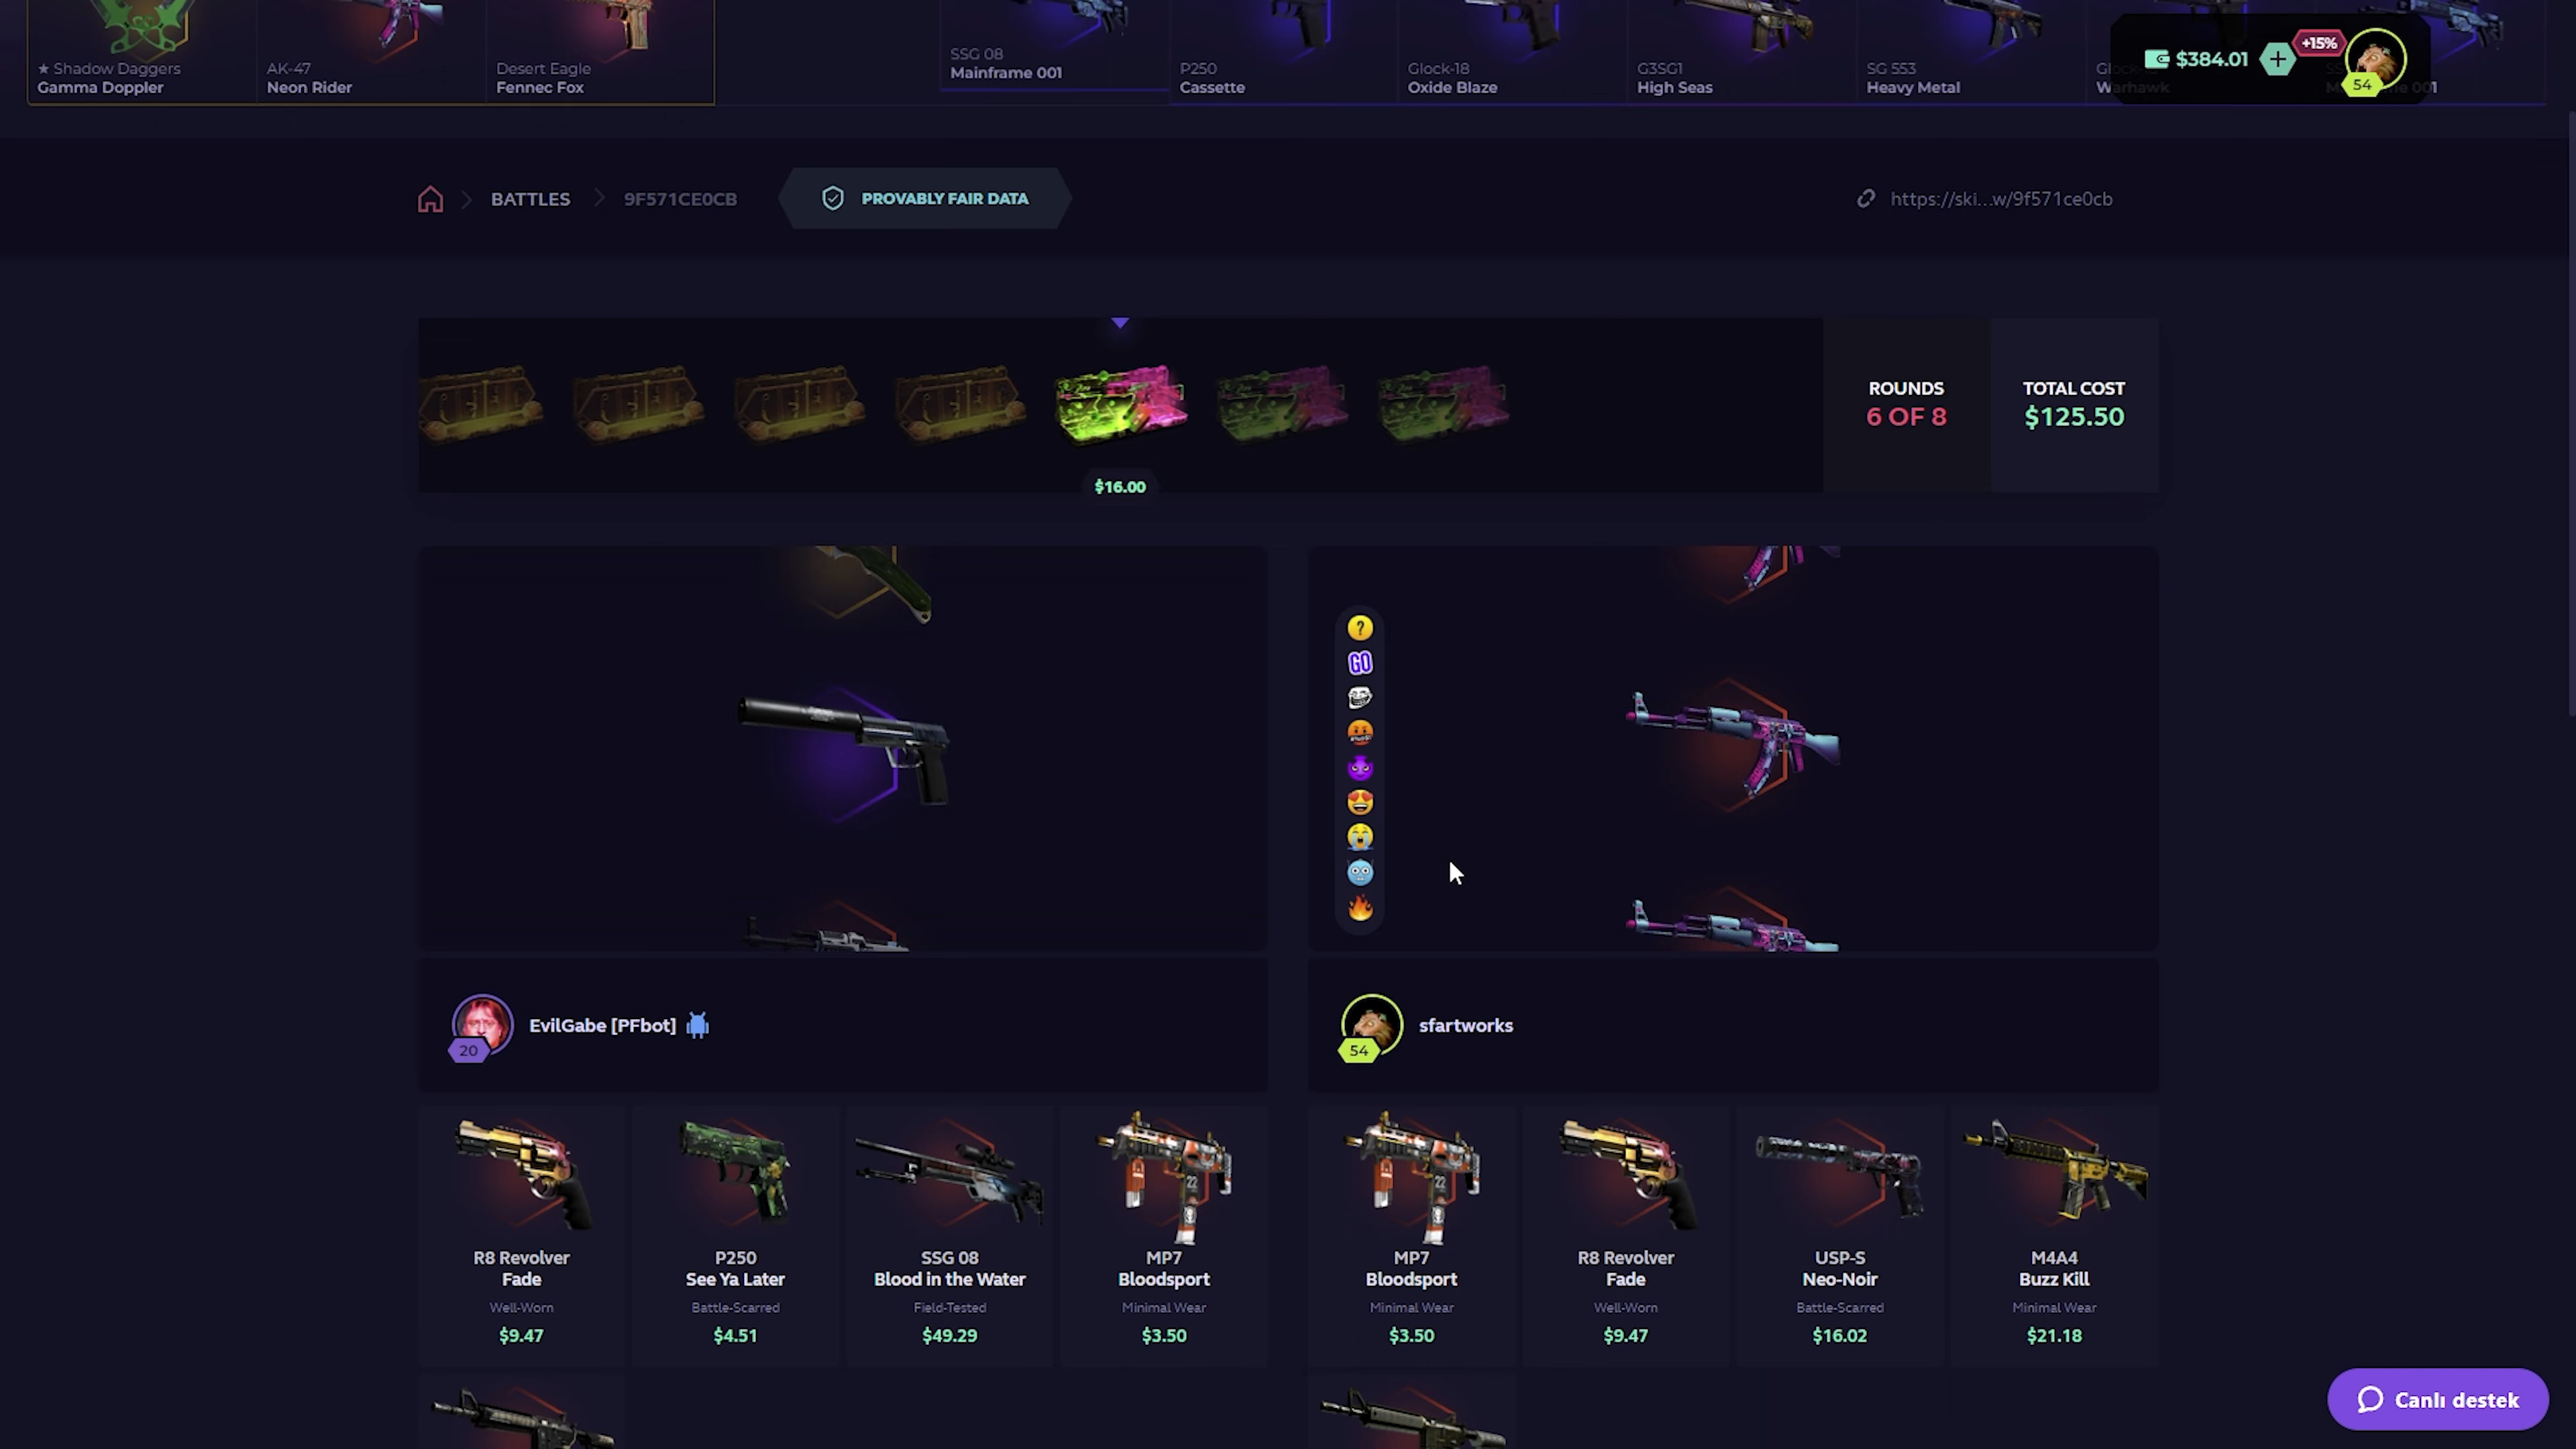 ★ Shadow Daggers
Gamma Doppler
AK-47
Neon Rider
Desert Eagle
Fennec Fox
SSG 08
Mainframe 001
P250
Cassette
Glock-18
Oxide Blaze
G3SG1
High Seas
SG 553
Heavy Metal
Warhawk
$384.01
+15%
54
BATTLES
9F571CE0CB
PROVABLY FAIR DATA
https://ski...w/9f571ce0cb
ROUNDS
6 OF 8
TOTAL COST
$125.50
$16.00
GO
EvilGabe [PFbot]
20
sfartworks
54
R8 Revolver
Fade
Well-Worn
$9.47
P250
See Ya Later
Battle-Scarred
$4.51
SSG 08
Blood in the Water
Field-Tested
$49.29
MP7
Bloodsport
Minimal Wear
$3.50
MP7
Bloodsport
Minimal Wear
$3.50
R8 Revolver
Fade
Well-Worn
$9.47
USP-S
Neo-Noir
Battle-Scarred
$16.02
M4A4
Buzz Kill
Minimal Wear
$21.18
Canlı destek